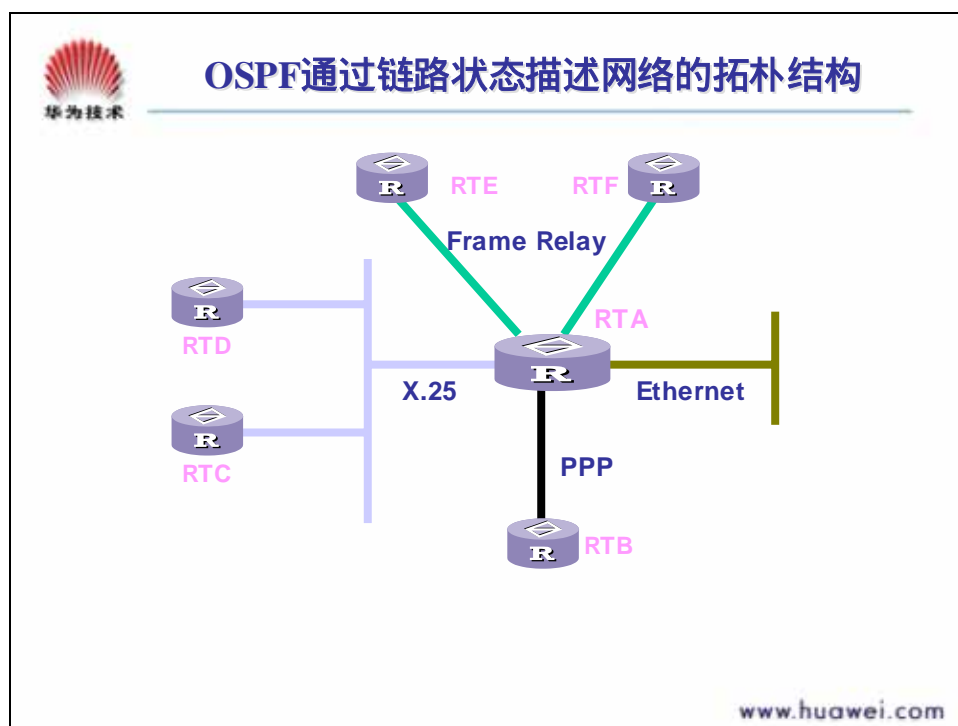 OSPF通过链路状态描述网络的拓朴结构
华为技术
R
RTE
RTF
R
Frame Relay
R
RTD
RTA
X.25
R
Ethernet
R
RTC
PPP
R
RTB
www.huawei.com